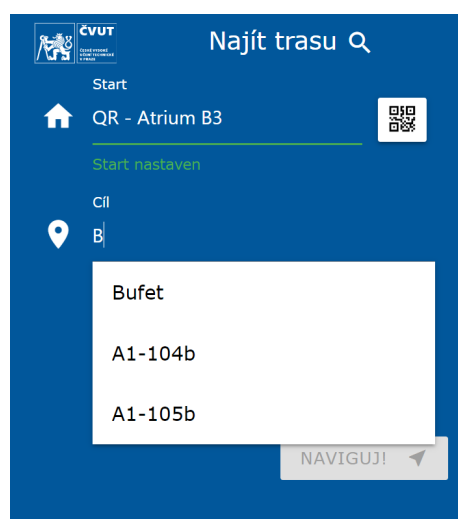 ČVUT
ČESKÉ VYSOKÉ
UČENÍ TECHNICKÉ
V PRAZE
Najít trasu
Start
QR - Atrium B3
Start nastaven
Cíl
B
Bufet
A1-104b
A1-105b
NAVIGUJ!